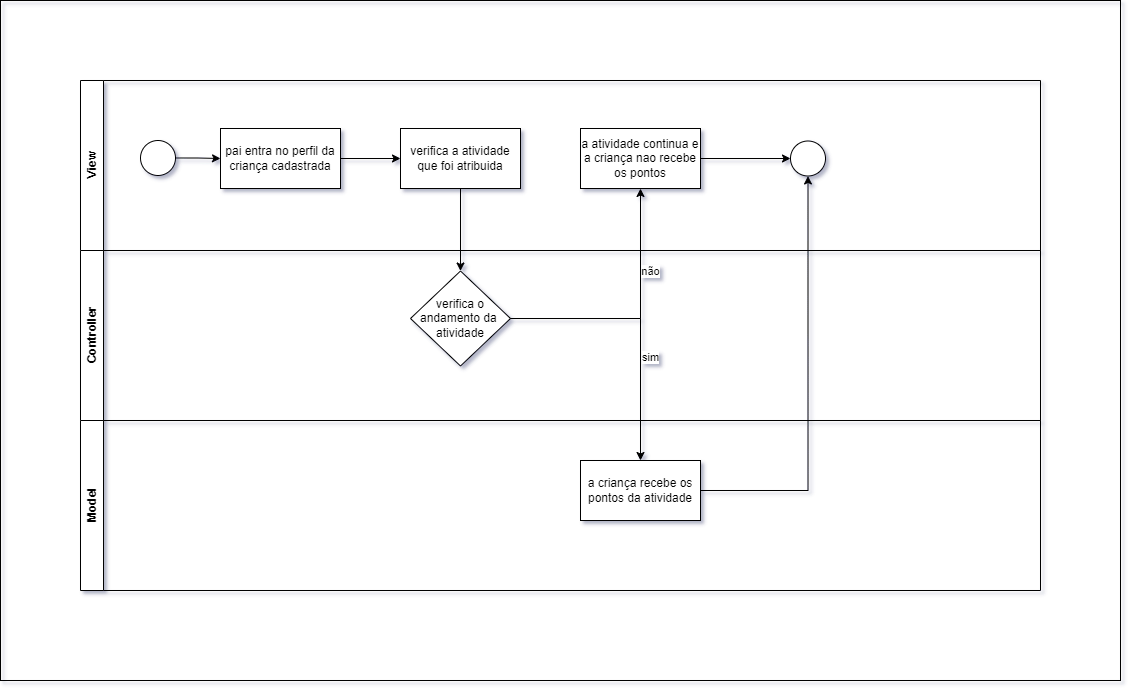 View
pai entra no perfil da
criança cadastrada
verifica a atividade
que foi atribuida
a atividade continua e
a criança nao recebe
os pontos
Controller
verifica o
andamento da
atividade
não
sim
Model
a criança recebe os
pontos da atividade